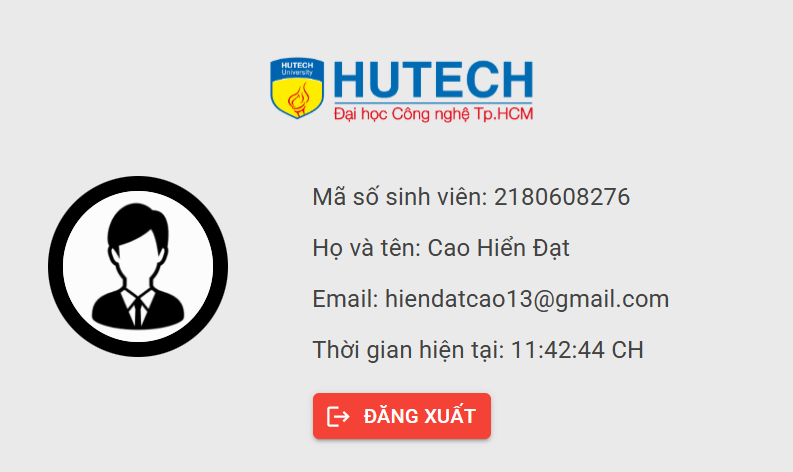 HUTECH
University
HUTECH
Đại học Công nghệ Tp.HCM
Mã số sinh viên: 2180608276
Họ và tên: Cao Hiển Đạt
Email: hiendatcao13@gmail.com
Thời gian hiện tại: 11:42:44 CH
ĐĂNG XUẤT